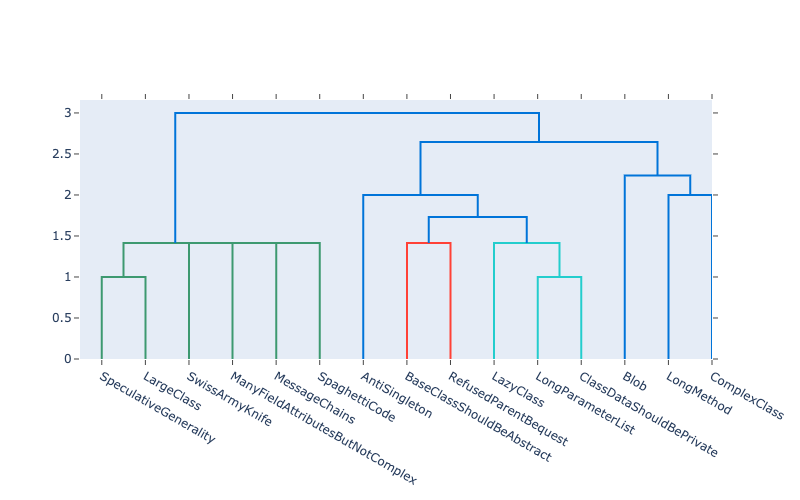 3
2.5
2
1.5
1
0.5
0
SpeculativeGenerality
LargeClass
SwissArmyKnife
ManyFieldAttributesButNotComplex
MessageChains
SpaghettiCode
AntiSingleton
BaseClassShouldBeAbstract
RefusedParentBequest
LazyClass
LongParameterList
ClassDataShouldBePrivate
Blob
LongMethod
ComplexClass